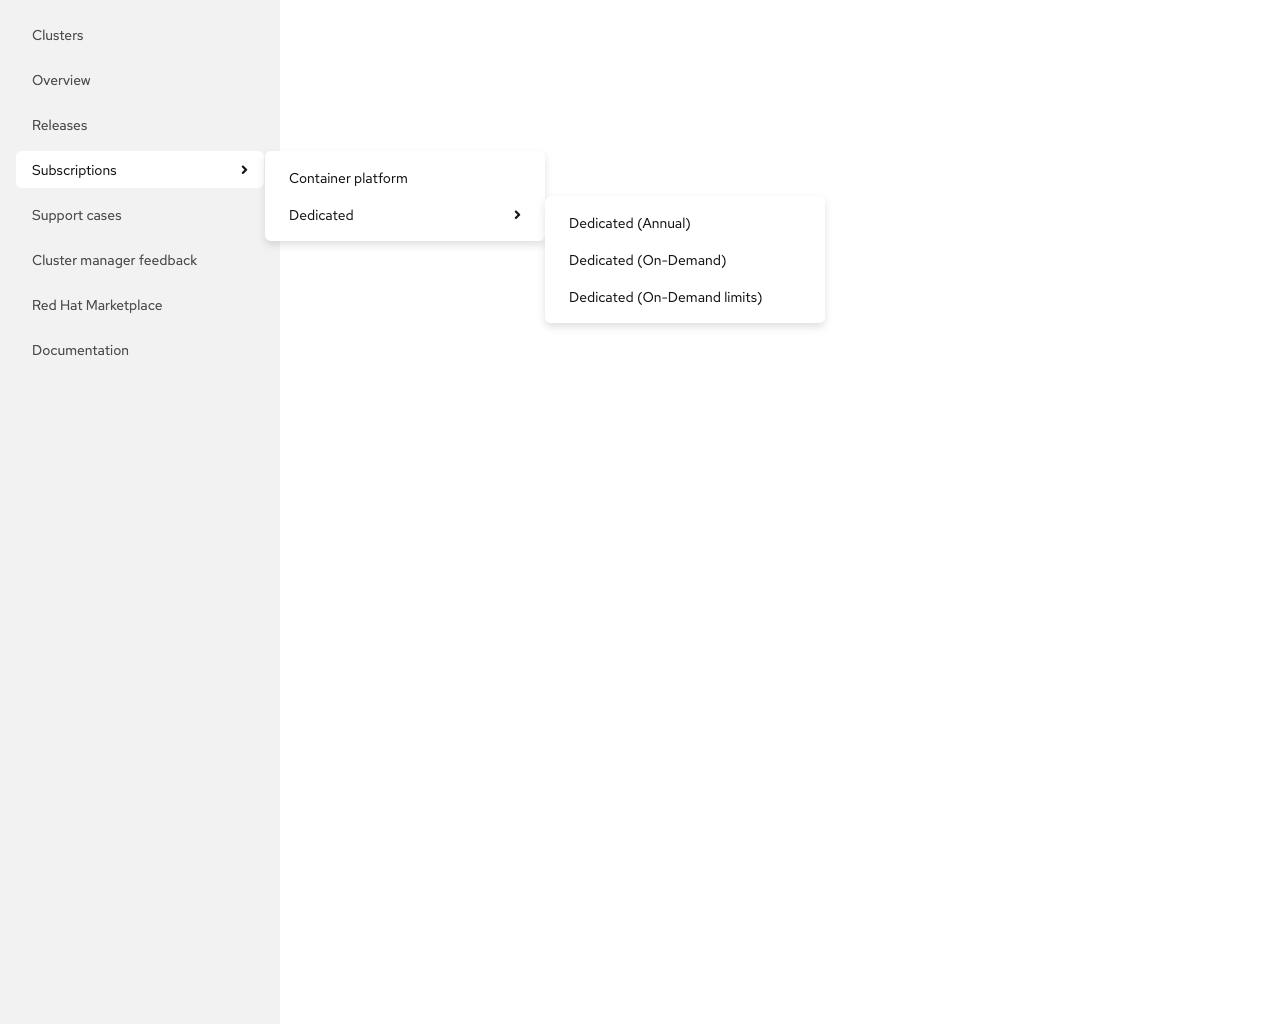 Clusters
Overview
Releases
Subscriptions
Container platform
Dedicated
Dedicated (Annual)
Dedicated (On-Demand)
Dedicated (On-Demand limits)
Support cases
Cluster manager feedback
Red Hat Marketplace
Documentation